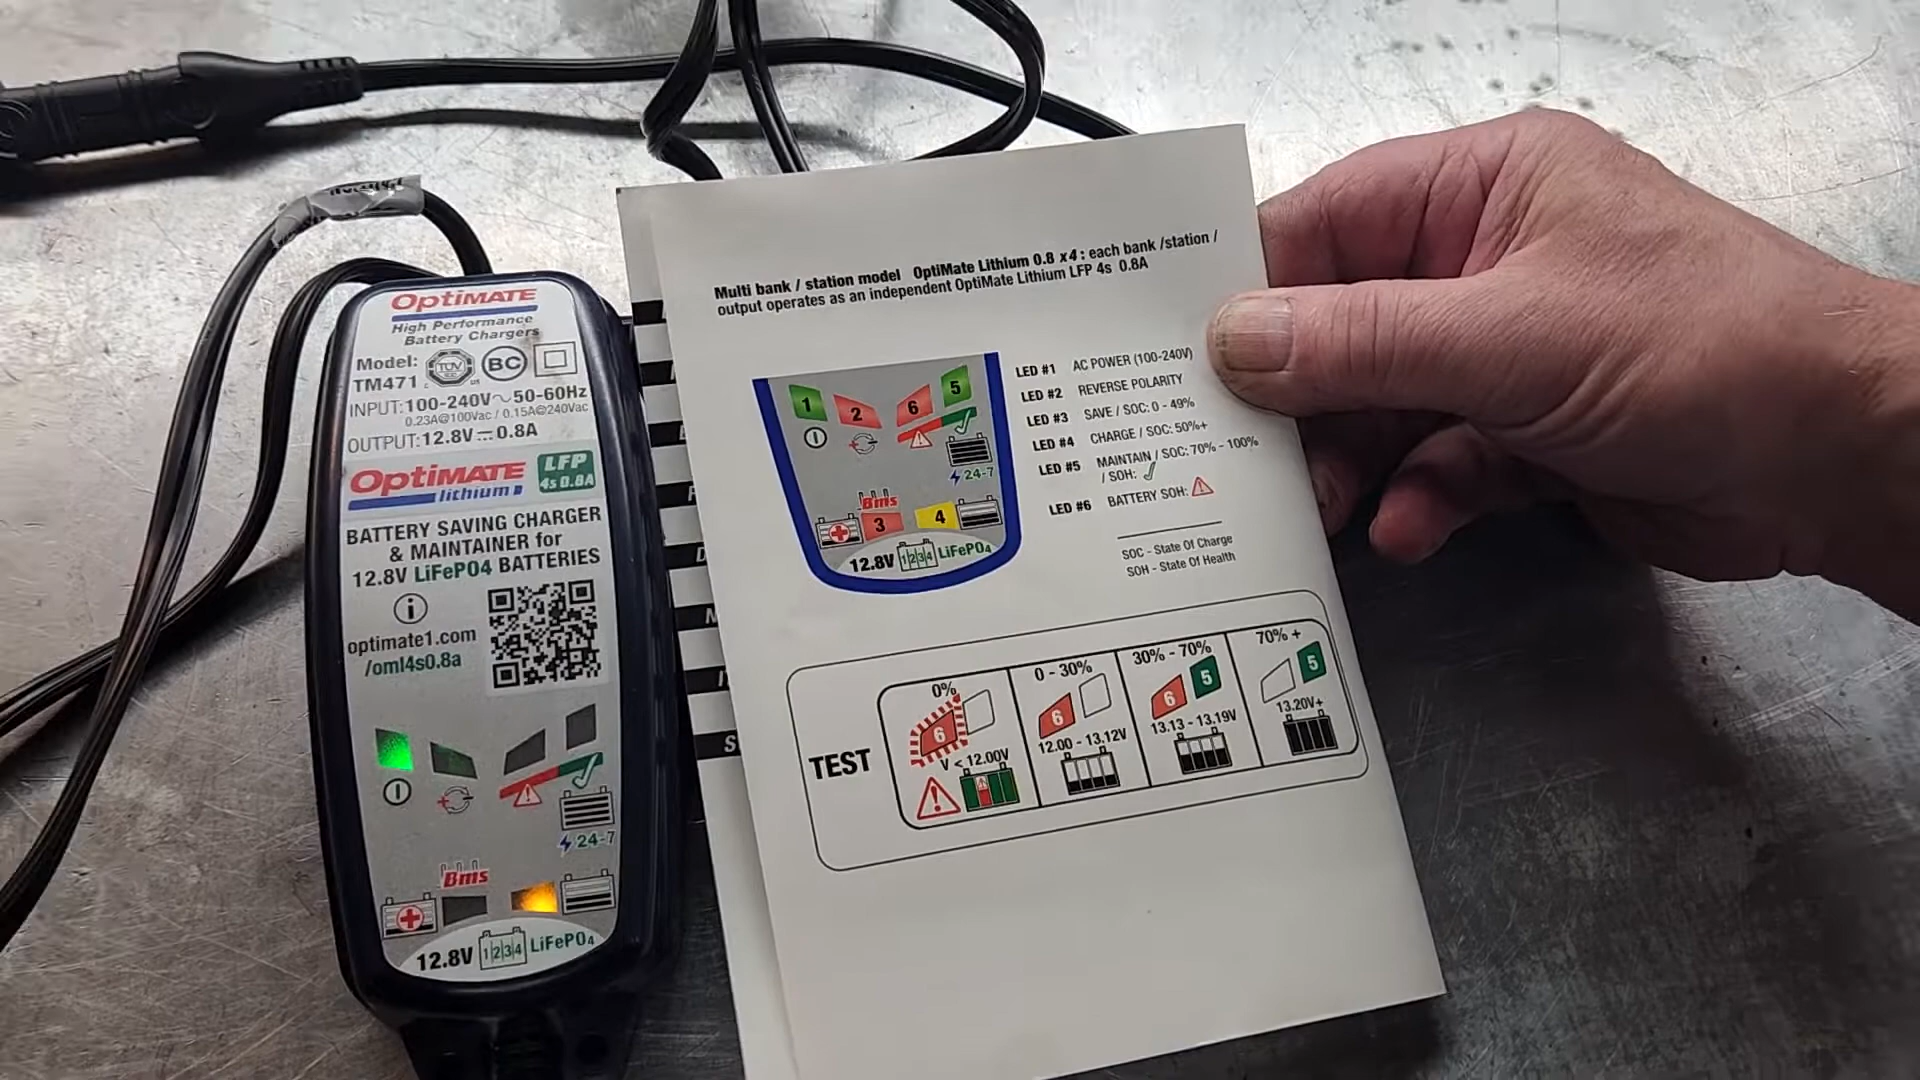 OptiMATE
High Performance
Battery Chargers
Model:
TM471
TÜV
BC
INPUT:100-240V~50-60Hz
0.23A@100Vac / 0.15A@240Vac
OUTPUT:12.8V⎓0.8A
OptiMATE
lithium
LFP
4s 0.8A
BATTERY SAVING CHARGER
& MAINTAINER for
12.8V LiFePO4 BATTERIES
i
optimate1.com
/oml4s0.8a
24-7
Bms
12.8V 1234 LiFePO4
Multi bank / station model OptiMate Lithium 0.8 x4 : each bank /station /
output operates as an independent OptiMate Lithium LFP 4s 0.8A
1 2 6 5
24-7
Bms
3 4
12.8V 1234 LiFePO4
LED #1 AC POWER (100-240V)
LED #2 REVERSE POLARITY
LED #3 SAVE / SOC: 0 - 49%
LED #4 CHARGE / SOC: 50%+
LED #5 MAINTAIN / SOC: 70% - 100%
/ SOH: √
LED #6 BATTERY SOH:
SOC - State Of Charge
SOH - State Of Health
TEST
0%
6
V < 12.00V
0 - 30%
6
12.00 - 13.12V
30% - 70%
6 5
13.13 - 13.19V
70% +
5
13.20V+